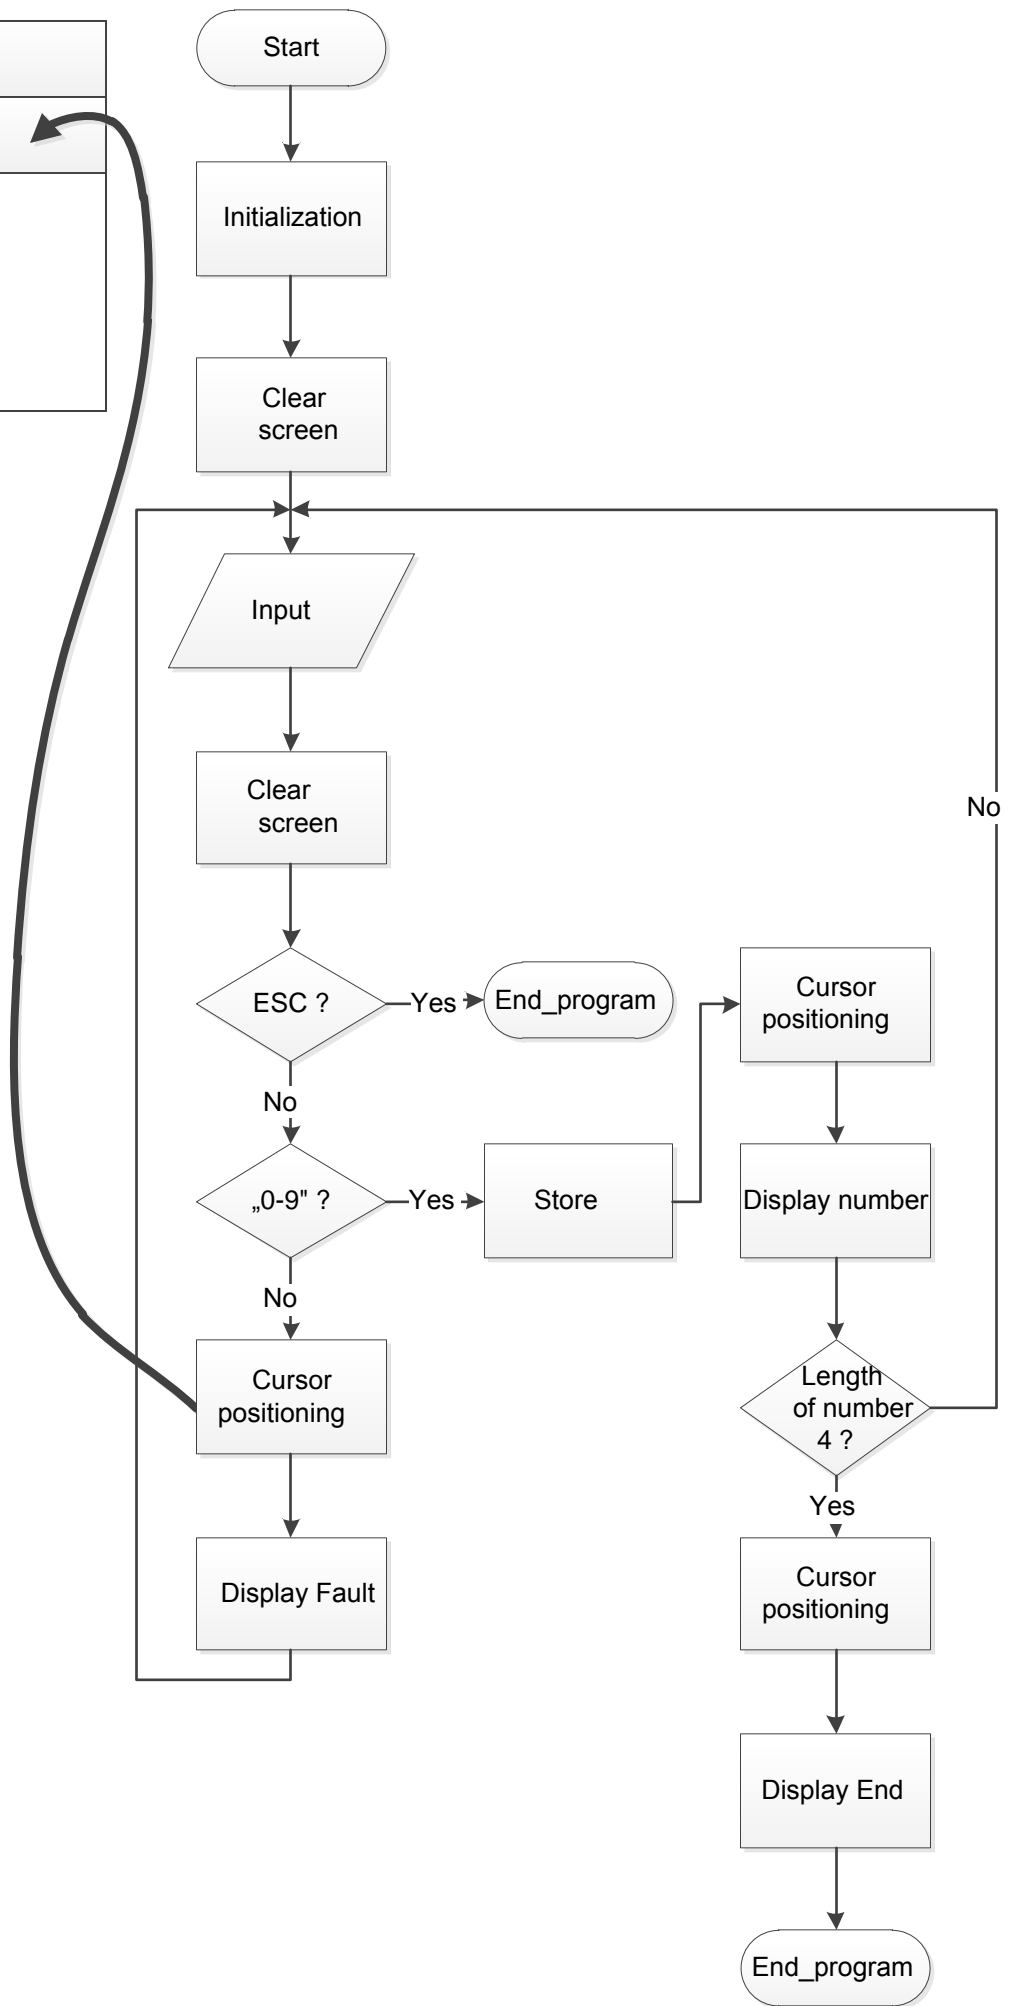 Start
Initialization
Clear
screen
Input
Clear
screen
No
ESC ?
Yes
End_program
Cursor
positioning
No
„0-9" ?
Yes
Store
Display number
No
Cursor
positioning
Length
of number
4 ?
Yes
Display Fault
Cursor
positioning
Display End
End_program